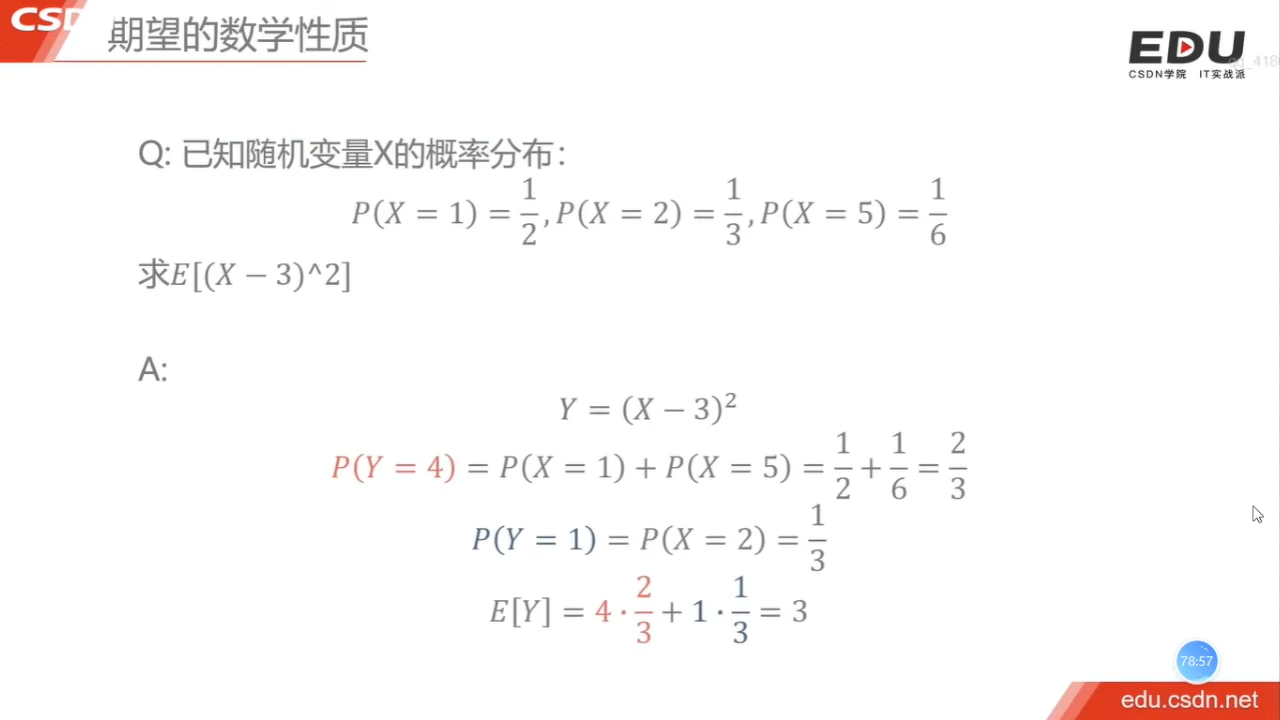 CSD
期望的数学性质
EDU
CSDN学院 IT实战派
Q: 已知随机变量X的概率分布：
P(X = 1) = 1/2, P(X = 2) = 1/3, P(X = 5) = 1/6
求E[(X − 3)^2]
A:
Y = (X − 3)²
P(Y = 4) = P(X = 1) + P(X = 5) = 1/2 + 1/6 = 2/3
P(Y = 1) = P(X = 2) = 1/3
E[Y] = 4 · 2/3 + 1 · 1/3 = 3
78:57
edu.csdn.net